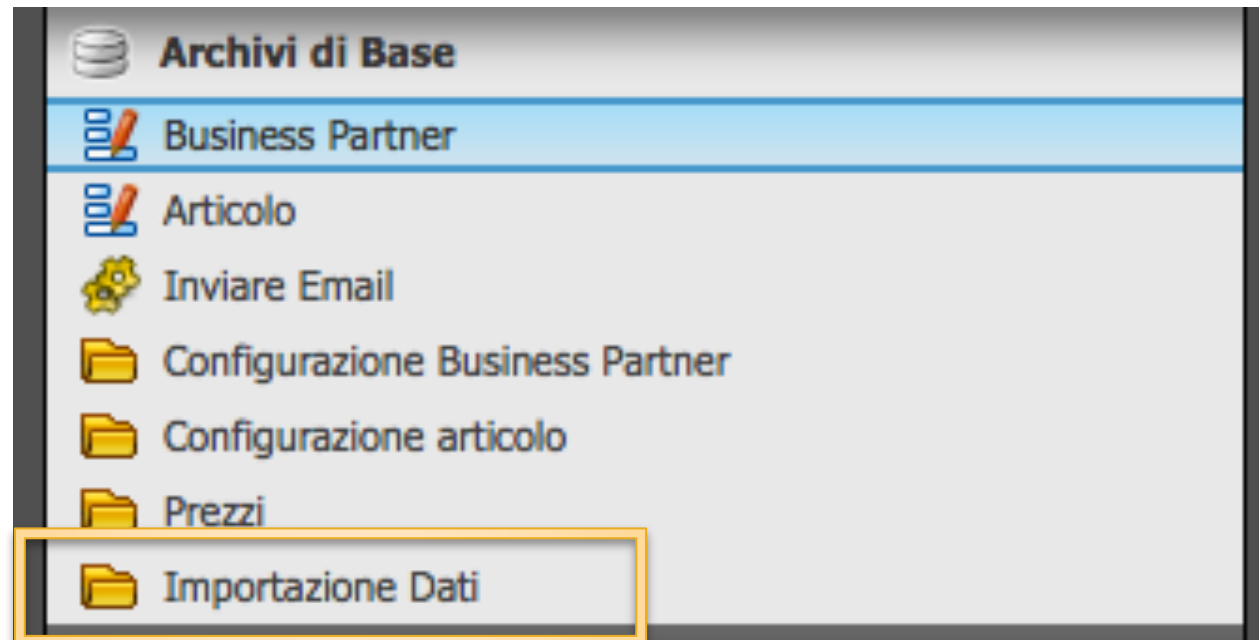 Archivi di Base
Business Partner
Articolo
Inviare Email
Configurazione Business Partner
Configurazione articolo
Prezzi
Importazione Dati